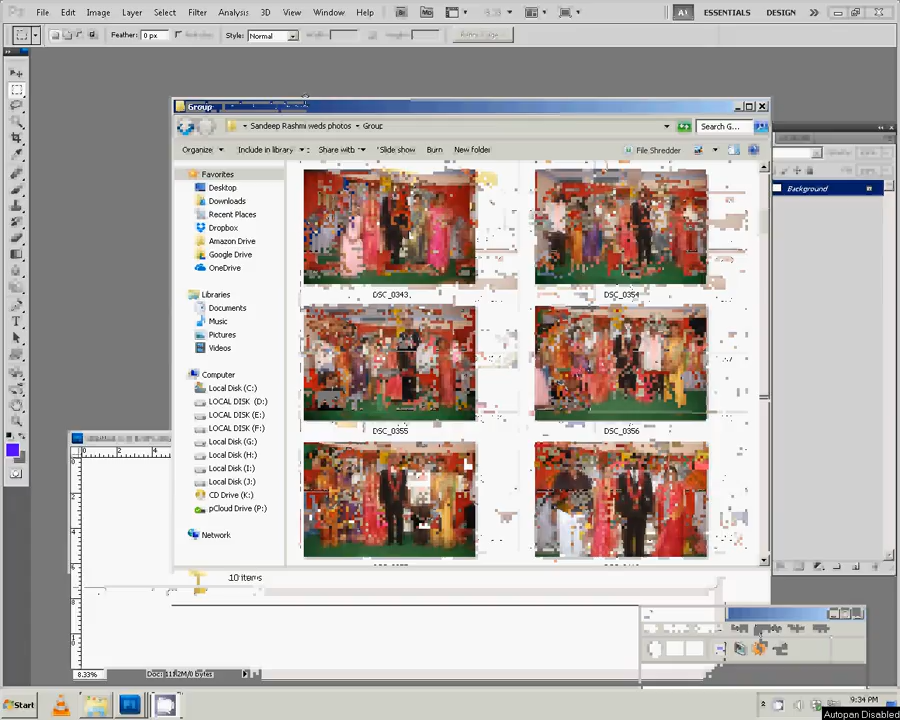 File Edit Image Layer Select Filter Analysis 3D View Window Help ESSENTIALS DESIGN
Feather: 0 px Style: Normal
Group
Sandeep Rashmi weds photos Group Search G...
Organize Include in library Share with Slide show Burn New folder File Shredder
Favorites
Desktop
Downloads
Recent Places
Dropbox
Amazon Drive
Google Drive
OneDrive
Libraries
Documents
Music
Pictures
Videos
Computer
Local Disk (C:)
LOCAL DISK (D:)
LOCAL DISK (E:)
LOCAL DISK (F:)
Local Disk (G:)
Local Disk (H:)
Local Disk (I:)
Local Disk (J:)
CD Drive (K:)
pCloud Drive (P:)
Network
DSC_0343
DSC_0354
DSC_0355
DSC_0356
10 items
Background
0 2 4
8.33%
Start
9:34 PM
Autopan Disabled